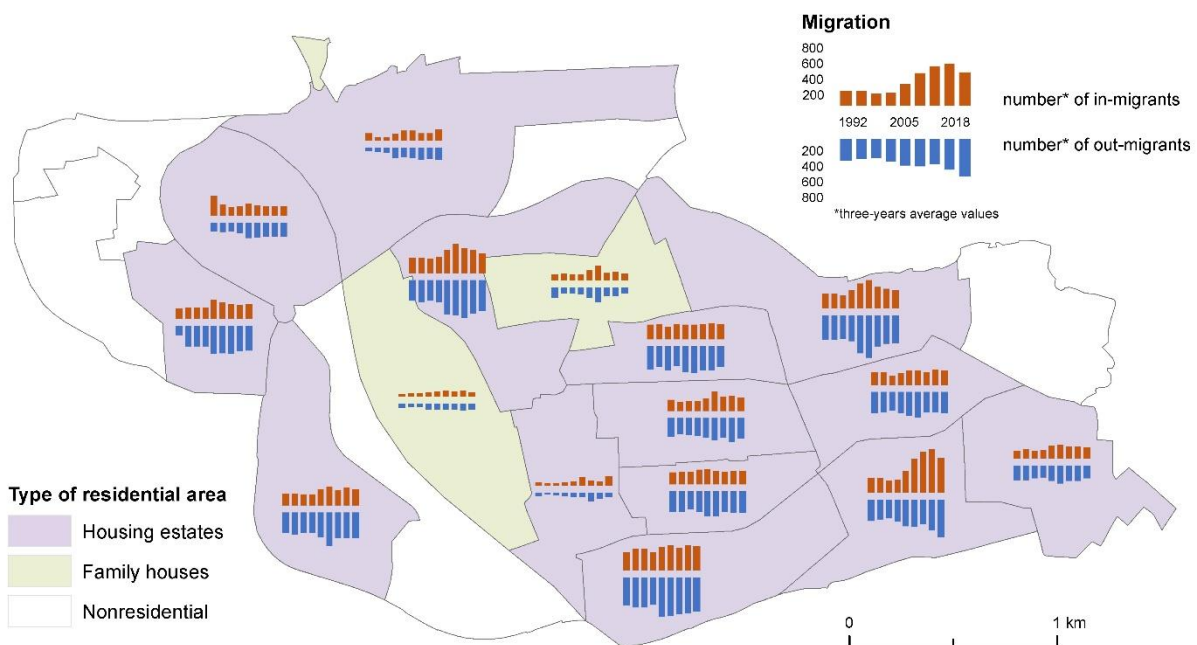 Migration
800
600
400
200
number* of in-migrants
1992 2005 2018
200
400
600
800
number* of out-migrants
*three-years average values
Type of residential area
Housing estates
Family houses
Nonresidential
0 1 km